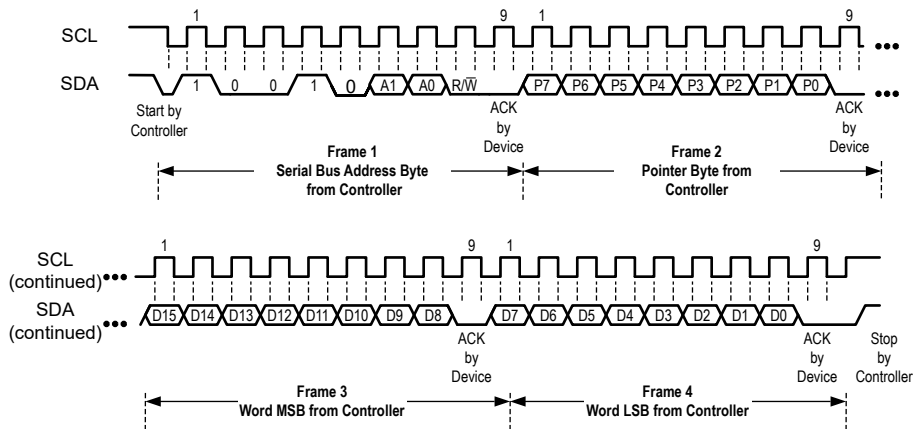 1 9 1 9
SCL
SDA 1 0 0 1 0 A1 A0 R/W̅ P7 P6 P5 P4 P3 P2 P1 P0
Start by
Controller
ACK
by
Device
ACK
by
Device
Frame 1
Serial Bus Address Byte
from Controller
Frame 2
Pointer Byte from
Controller
1 9 1 9
SCL
(continued)
SDA
(continued)
D15 D14 D13 D12 D11 D10 D9 D8 D7 D6 D5 D4 D3 D2 D1 D0
ACK
by
Device
ACK
by
Device
Stop
by
Controller
Frame 3
Word MSB from Controller
Frame 4
Word LSB from Controller